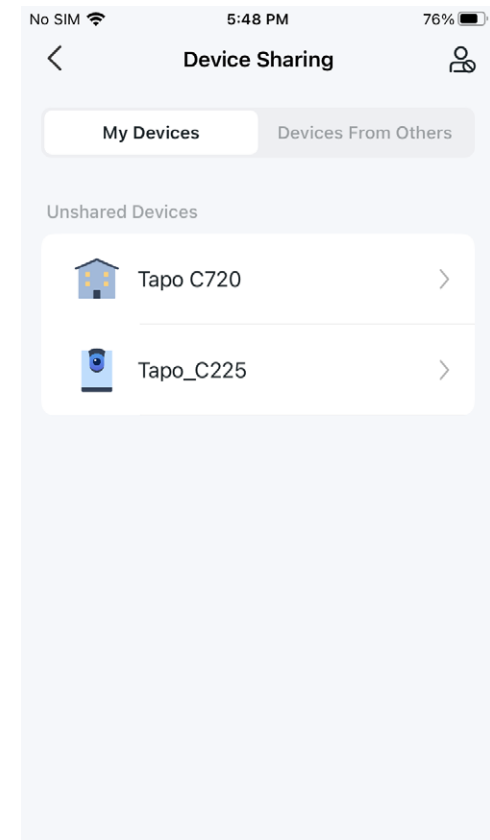 No SIM 5:48 PM 76%
Device Sharing
My Devices Devices From Others
Unshared Devices
Tapo C720
Tapo_C225